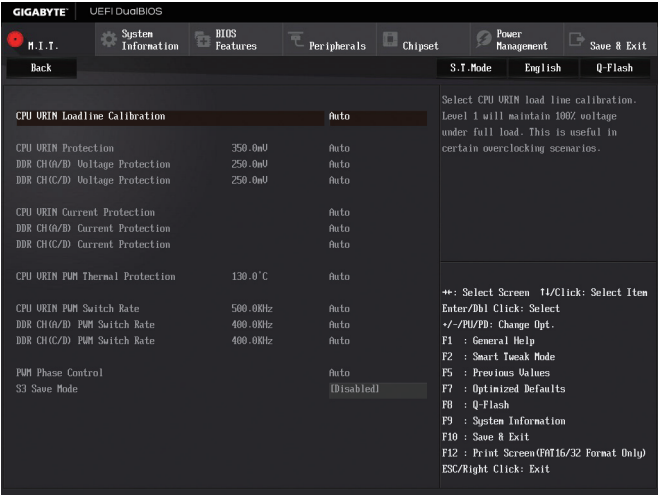 GIGABYTE™ UEFI DualBIOS
M.I.T.
System Information
BIOS Features
Peripherals
Chipset
Power Management
Save & Exit
Back
S.T.Mode English Q-Flash
CPU VRIN Loadline Calibration Auto
CPU VRIN Protection 350.0mV Auto
DDR CH(A/B) Voltage Protection 250.0mV Auto
DDR CH(C/D) Voltage Protection 250.0mV Auto
CPU VRIN Current Protection Auto
DDR CH(A/B) Current Protection Auto
DDR CH(C/D) Current Protection Auto
CPU VRIN PWM Thermal Protection 130.0°C Auto
CPU VRIN PWM Switch Rate 500.0KHz Auto
DDR CH(A/B) PWM Switch Rate 400.0KHz Auto
DDR CH(C/D) PWM Switch Rate 400.0KHz Auto
PWM Phase Control Auto
S3 Save Mode [Disabled]
Select CPU VRIN load line calibration.
Level 1 will maintain 100% voltage
under full load. This is useful in
certain overclocking scenarios.
→←: Select Screen ↑↓/Click: Select Item
Enter/Dbl Click: Select
+/-/PU/PD: Change Opt.
F1 : General Help
F2 : Smart Tweak Mode
F5 : Previous Values
F7 : Optimized Defaults
F8 : Q-Flash
F9 : System Information
F10 : Save & Exit
F12 : Print Screen(FAT16/32 Format Only)
ESC/Right Click: Exit